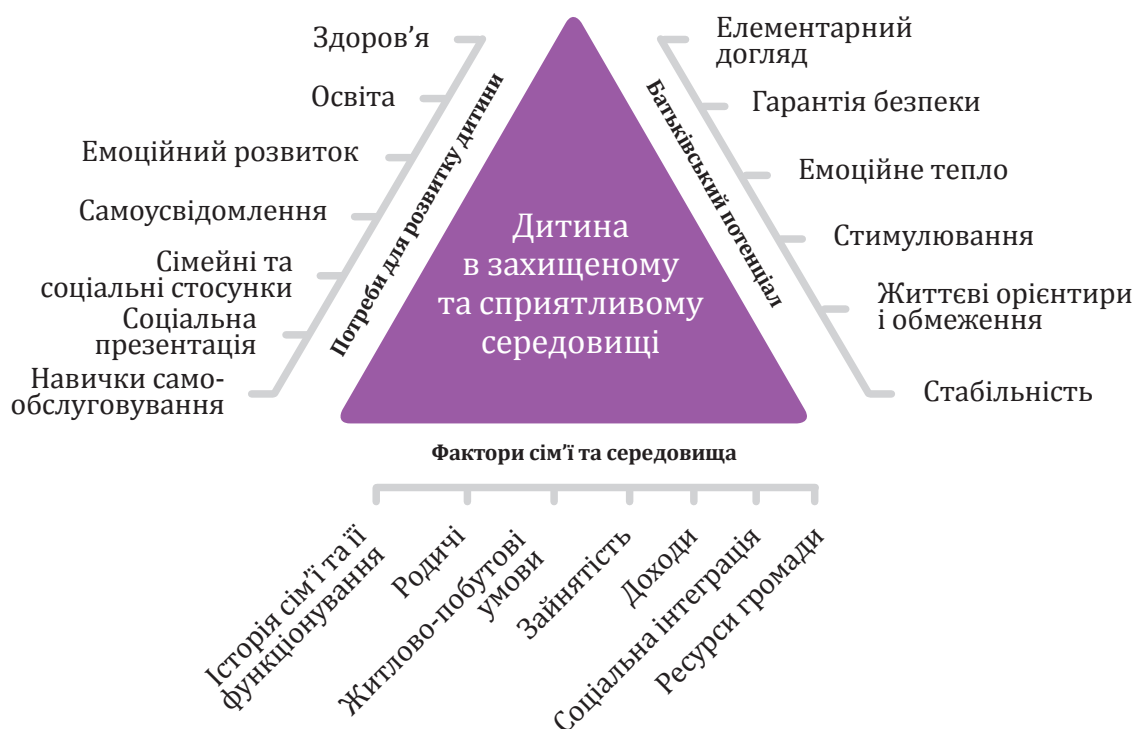 Здоров’я
Освіта
Емоційний розвиток
Самоусвідомлення
Сімейні та
соціальні стосунки
Соціальна
презентація
Навички само-
обслуговування
Потреби для розвитку дитини
Дитина
в захищеному
та сприятливому
середовищі
Батьківський потенціал
Елементарний
догляд
Гарантія безпеки
Емоційне тепло
Стимулювання
Життєві орієнтири
і обмеження
Стабільність
Фактори сім’ї та середовища
Історія сім’ї та її
функціонування
Родичі
Житлово-побутові
умови
Зайнятість
Доходи
Соціальна інтеграція
Ресурси громади